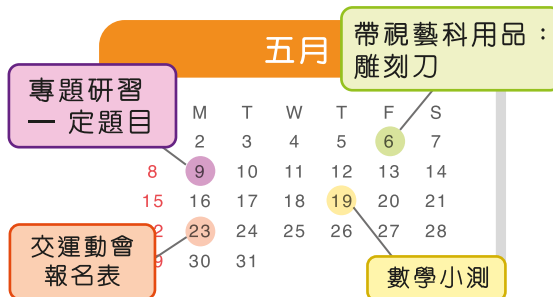 五月
帶視藝科用品：
雕刻刀
專題研習
— 定題目
M T W T F S
2 3 4 5 6 7
8 9 10 11 12 13 14
15 16 17 18 19 20 21
23 24 25 26 27 28
30 31
交運動會
報名表
數學小測